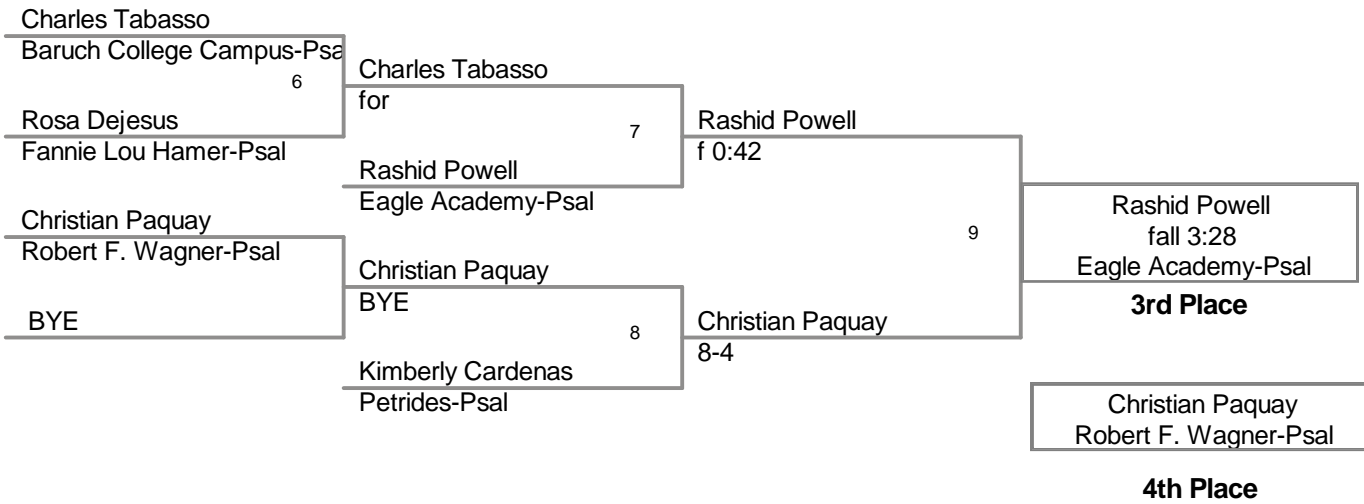 Charles Tabasso
Baruch College Campus-Psa
6
Rosa Dejesus
Fannie Lou Hamer-Psal
Christian Paquay
Robert F. Wagner-Psal
BYE
Charles Tabasso
for
7
Rashid Powell
Eagle Academy-Psal
Christian Paquay
BYE
8
Kimberly Cardenas
Petrides-Psal
Rashid Powell
f 0:42
9
Christian Paquay
8-4
Rashid Powell
fall 3:28
Eagle Academy-Psal
3rd Place
Christian Paquay
Robert F. Wagner-Psal
4th Place